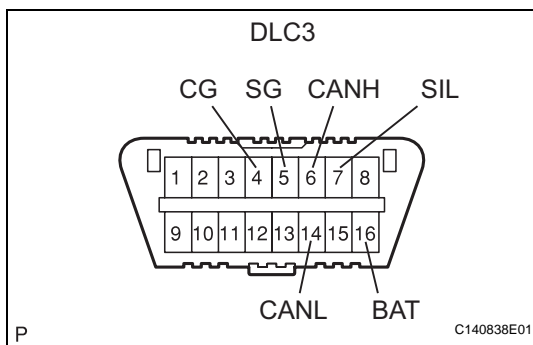 DLC3
CG SG CANH SIL
1 2 3 4 5 6 7 8
9 10 11 12 13 14 15 16
CANL BAT
P C140838E01